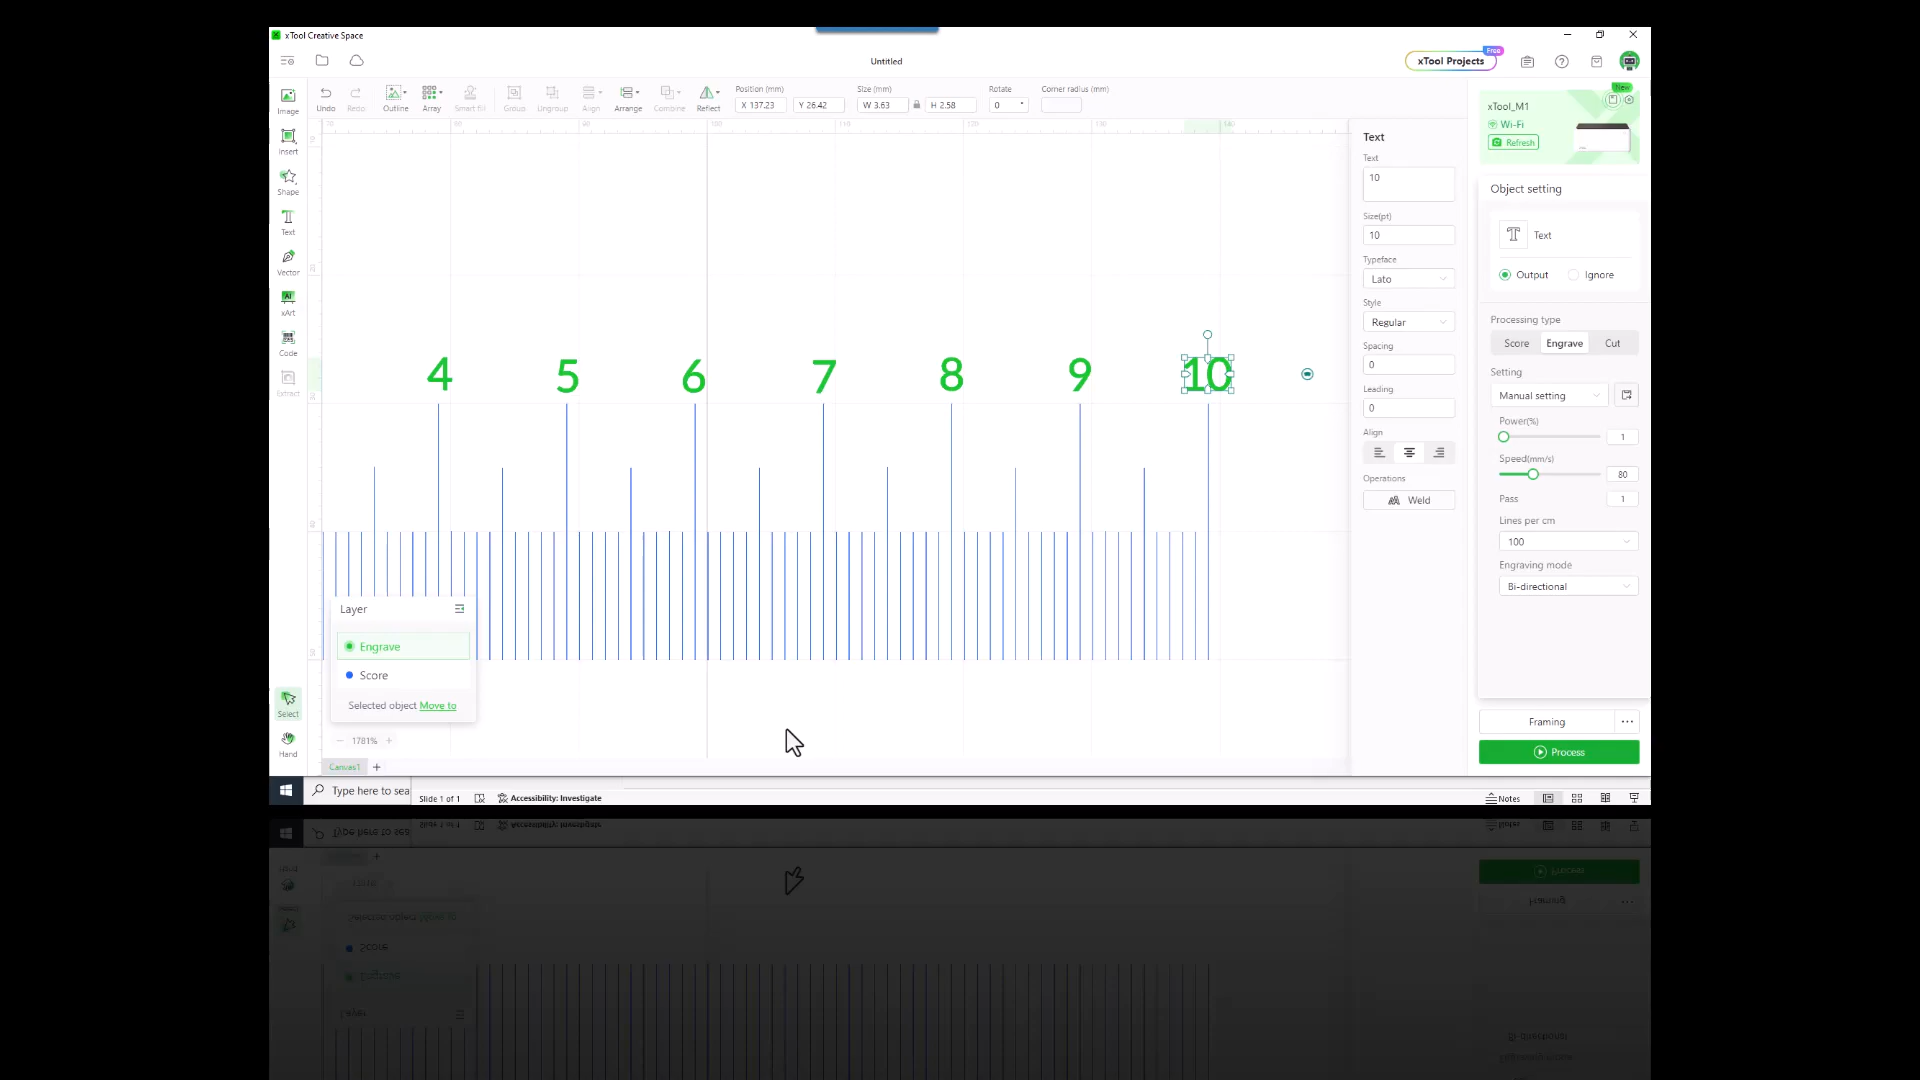 xTool Creative Space
Untitled
xTool Projects
Free
Image
Undo
Redo
Outline
Array
Smart fill
Group
Ungroup
Align
Arrange
Combine
Reflect
Position (mm)
X 137.23
Y 26.42
Size (mm)
W 3.63
H 2.58
Rotate
0
Corner radius (mm)
Insert
Shape
Text
Vector
AI
xArt
Code
Extract
Select
Hand
4
5
6
7
8
9
10
Layer
Engrave
Score
Selected object Move to
1781%
Canvas1
Text
Text
10
Size(pt)
10
Typeface
Lato
Style
Regular
Spacing
0
Leading
0
Align
Operations
Weld
New
xTool_M1
Wi-Fi
Refresh
Object setting
Text
Output
Ignore
Processing type
Score
Engrave
Cut
Setting
Manual setting
Power(%)
1
Speed(mm/s)
80
Pass
1
Lines per cm
100
Engraving mode
Bi-directional
Framing
Process
Type here to sea
Slide 1 of 1
Accessibility: Investigate
Notes